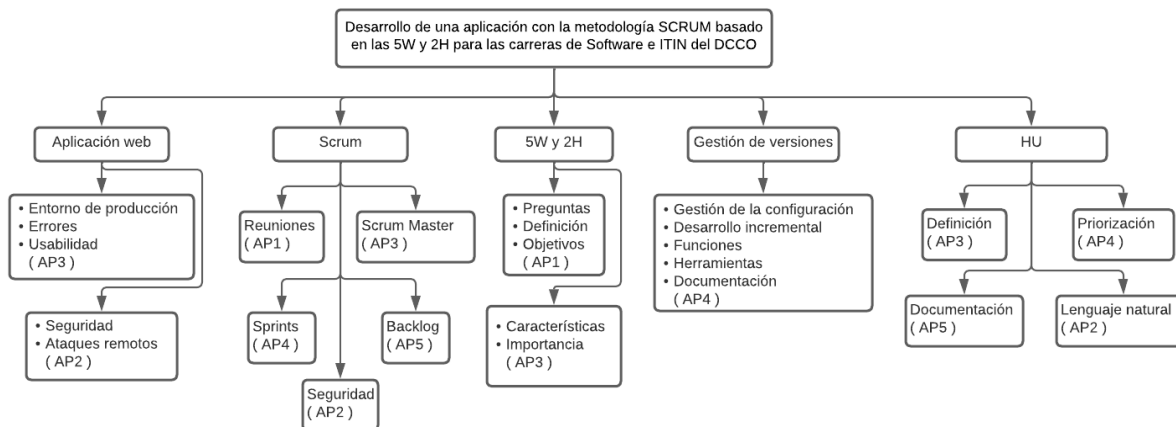 Desarrollo de una aplicación con la metodología SCRUM basado
en las 5W y 2H para las carreras de Software e ITIN del DCCO
Aplicación web
Scrum
5W y 2H
Gestión de versiones
HU
• Entorno de producción
• Errores
• Usabilidad
( AP3 )
• Seguridad
• Ataques remotos
( AP2 )
Reuniones
( AP1 )
Scrum Master
( AP3 )
Sprints
( AP4 )
Backlog
( AP5 )
Seguridad
( AP2 )
• Preguntas
• Definición
• Objetivos
( AP1 )
• Características
• Importancia
( AP3 )
• Gestión de la configuración
• Desarrollo incremental
• Funciones
• Herramientas
• Documentación
( AP4 )
Definición
( AP3 )
Priorización
( AP4 )
Documentación
( AP5 )
Lenguaje natural
( AP2 )